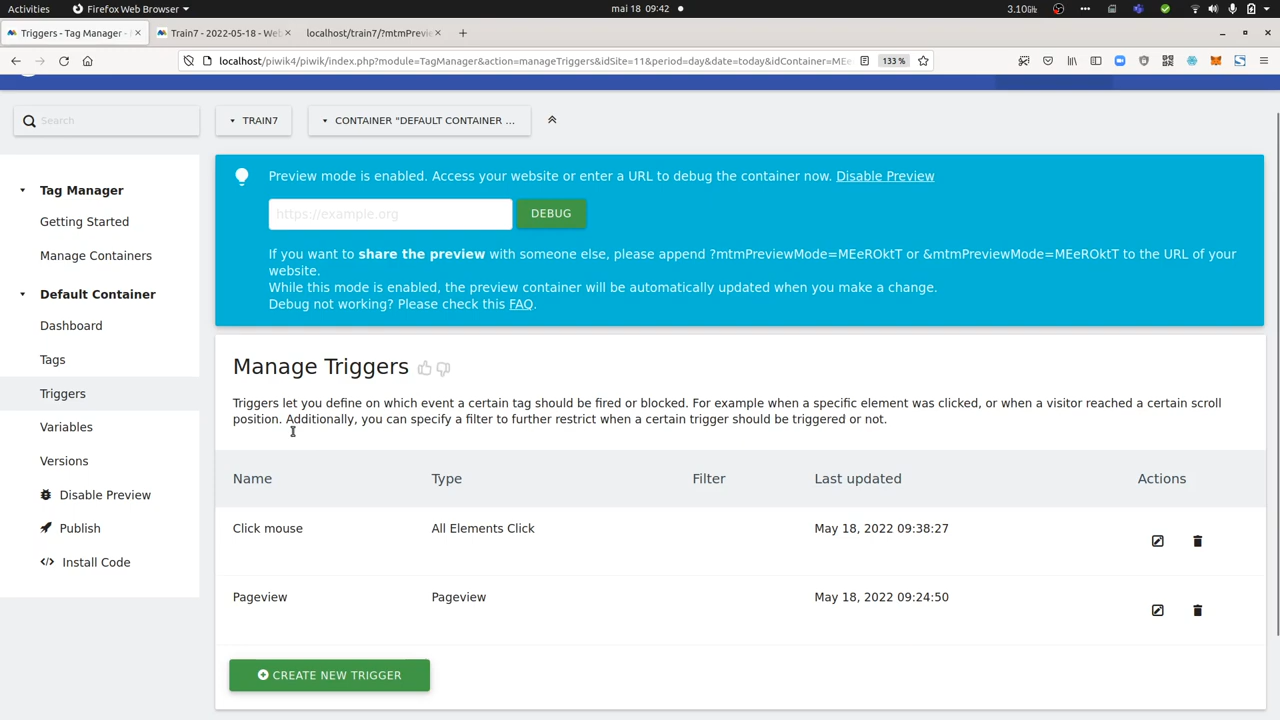 Activities
Firefox Web Browser
mai 18 09:42
3.10GHz
Triggers - Tag Manager -
Train7 - 2022-05-18 - We
localhost/train7/?mtmPrevi
localhost/piwik4/piwik/index.php?module=TagManager&action=manageTriggers&idSite=11&period=day&date=today&idContainer=MEe
133 %
Search
TRAIN7
CONTAINER "DEFAULT CONTAINER ...
Tag Manager
Getting Started
Manage Containers
Default Container
Dashboard
Tags
Triggers
Variables
Versions
Disable Preview
Publish
Install Code
Preview mode is enabled. Access your website or enter a URL to debug the container now. Disable Preview
https://example.org
DEBUG
If you want to share the preview with someone else, please append ?mtmPreviewMode=MEeROktT or &mtmPreviewMode=MEeROktT to the URL of your
website.
While this mode is enabled, the preview container will be automatically updated when you make a change.
Debug not working? Please check this FAQ.
Manage Triggers
Triggers let you define on which event a certain tag should be fired or blocked. For example when a specific element was clicked, or when a visitor reached a certain scroll
position. Additionally, you can specify a filter to further restrict when a certain trigger should be triggered or not.
Name Type Filter Last updated Actions
Click mouse All Elements Click May 18, 2022 09:38:27
Pageview Pageview May 18, 2022 09:24:50
CREATE NEW TRIGGER